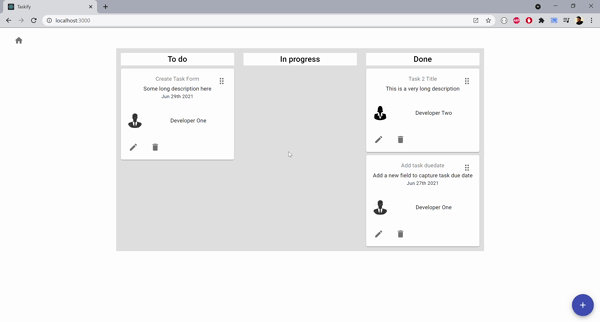 Taskify
localhost:3000
To do
In progress
Done
Create Task Form
Some long description here
Jun 29th 2021
Developer One
Task 2 Title
This is a very long description
Developer Two
Add task duedate
Add a new field to capture task due date
Jun 27th 2021
Developer One